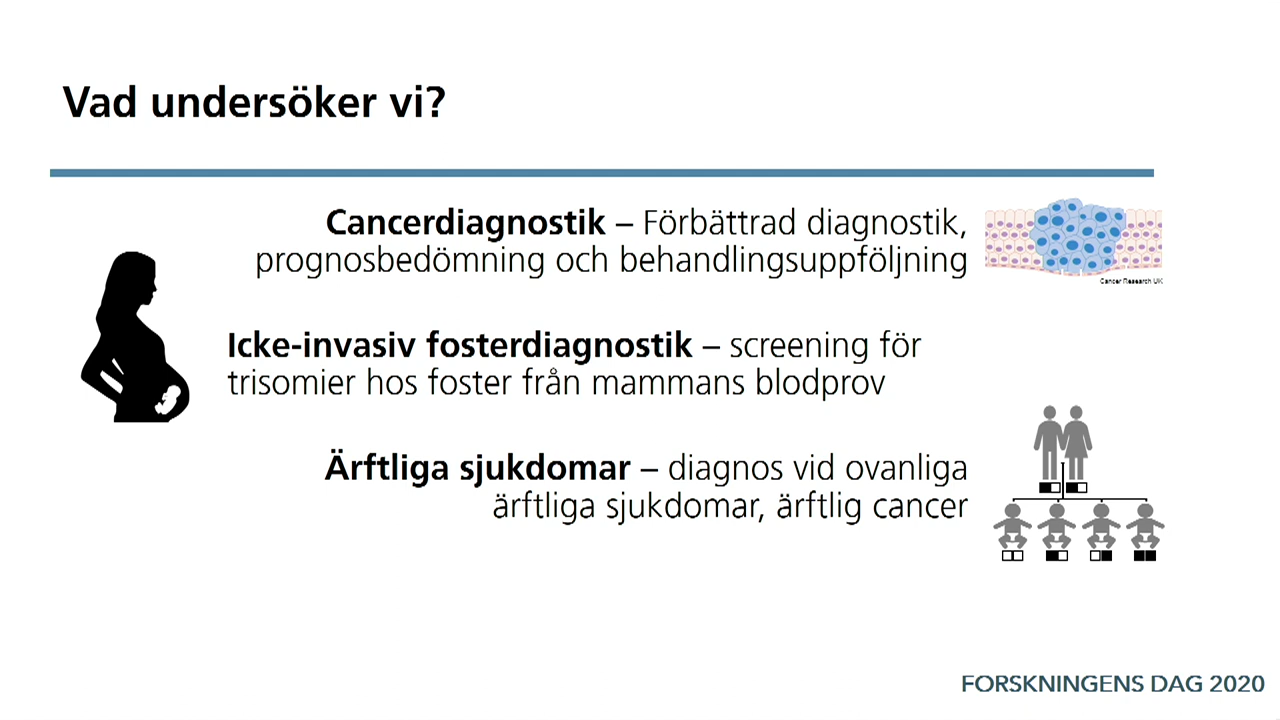 Vad undersöker vi?
Cancerdiagnostik – Förbättrad diagnostik,
prognosbedömning och behandlingsuppföljning
Cancer Research UK
Icke-invasiv fosterdiagnostik – screening för
trisomier hos foster från mammans blodprov
Ärftliga sjukdomar – diagnos vid ovanliga
ärftliga sjukdomar, ärftlig cancer
FORSKNINGENS DAG 2020